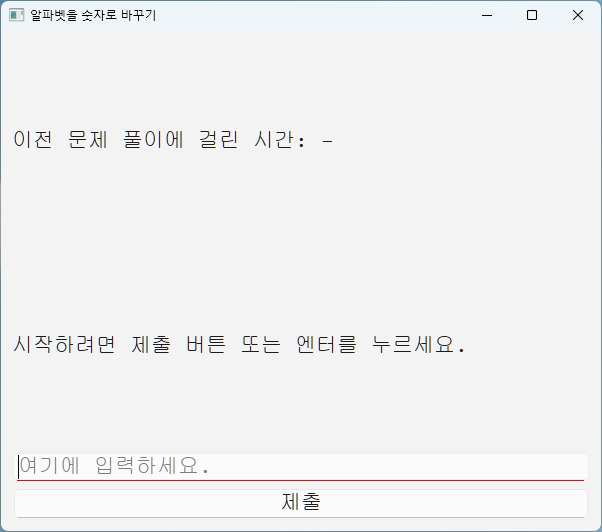 알파벳을 숫자로 바꾸기
이전 문제 풀이에 걸린 시간: -
시작하려면 제출 버튼 또는 엔터를 누르세요.
여기에 입력하세요.
제출